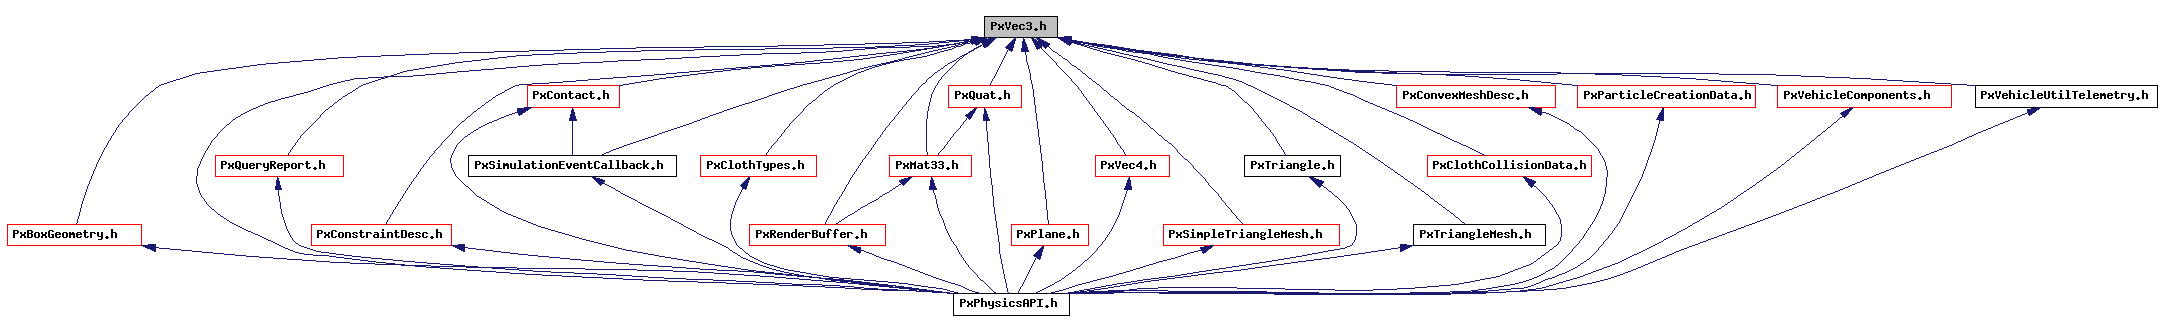 PxVec3.h
PxContact.h
PxQuat.h
PxConvexMeshDesc.h
PxParticleCreationData.h
PxVehicleComponents.h
PxVehicleUtilTelemetry.h
PxQueryReport.h
PxSimulationEventCallback.h
PxClothTypes.h
PxMat33.h
PxVec4.h
PxTriangle.h
PxClothCollisionData.h
PxBoxGeometry.h
PxConstraintDesc.h
PxRenderBuffer.h
PxPlane.h
PxSimpleTriangleMesh.h
PxTriangleMesh.h
PxPhysicsAPI.h